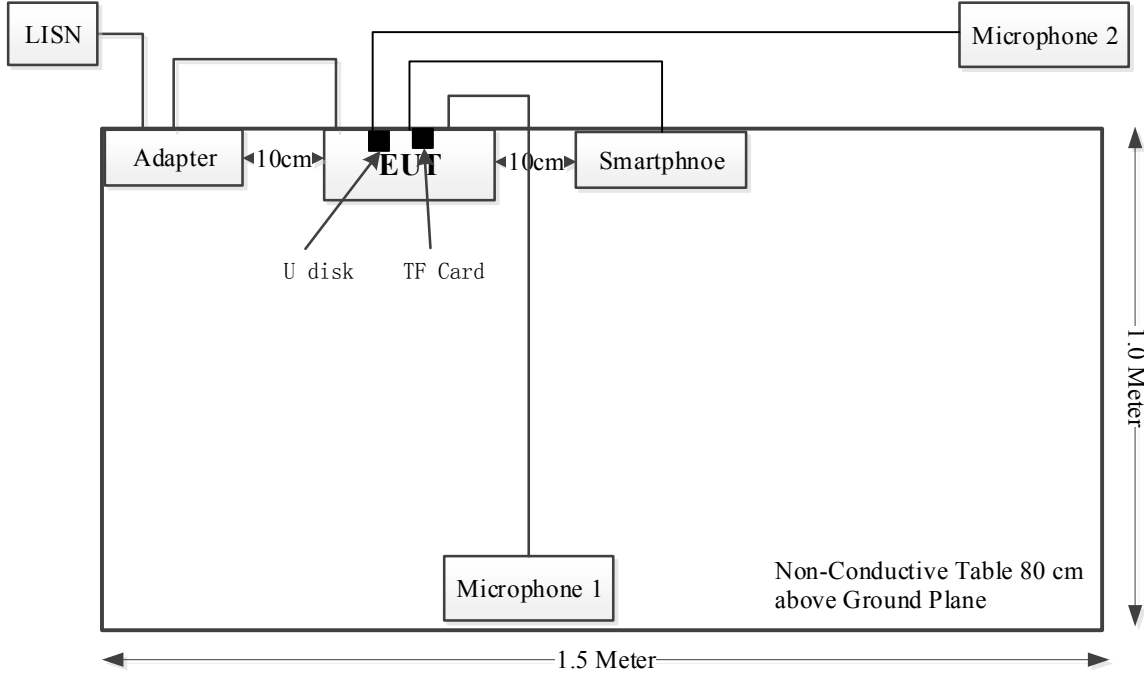 LISN
Microphone 2
Adapter
10cm
EUT
10cm
Smartphnoe
U disk
TF Card
1.0 Meter
Microphone 1
Non-Conductive Table 80 cm
above Ground Plane
1.5 Meter